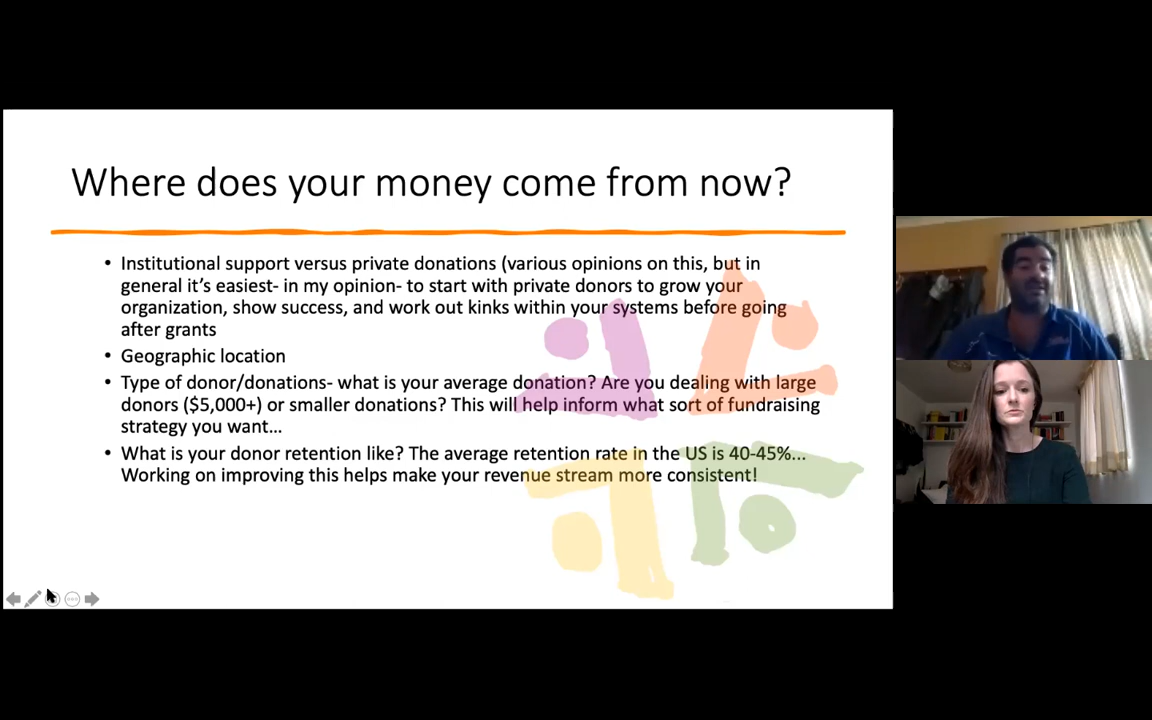 Where does your money come from now?
• Institutional support versus private donations (various opinions on this, but in
general it’s easiest- in my opinion- to start with private donors to grow your
organization, show success, and work out kinks within your systems before going
after grants
• Geographic location
• Type of donor/donations- what is your average donation? Are you dealing with large
donors ($5,000+) or smaller donations? This will help inform what sort of fundraising
strategy you want...
• What is your donor retention like? The average retention rate in the US is 40-45%...
Working on improving this helps make your revenue stream more consistent!